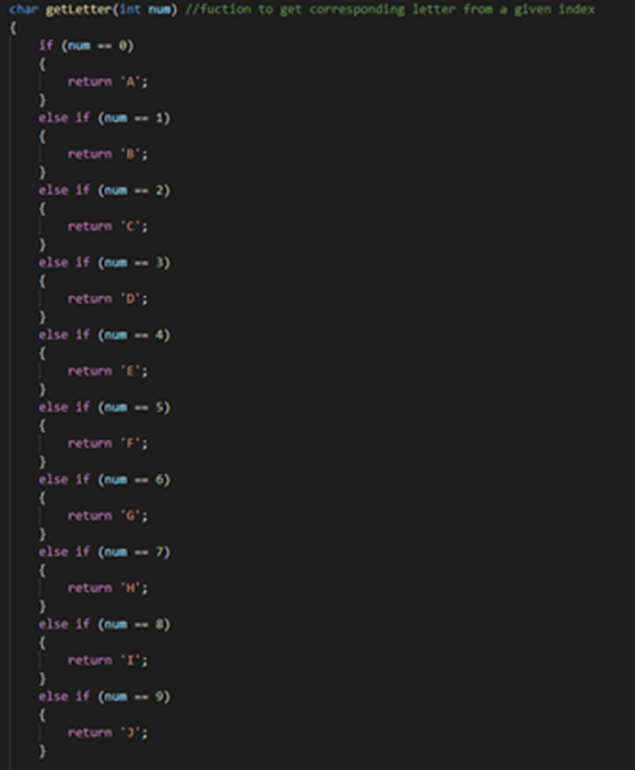 char getLetter(int num) //fuction to get corresponding letter from a given index
{
if (num == 0)
{
return 'A';
}
else if (num == 1)
{
return 'B';
}
else if (num == 2)
{
return 'C';
}
else if (num == 3)
{
return 'D';
}
else if (num == 4)
{
return 'E';
}
else if (num == 5)
{
return 'F';
}
else if (num == 6)
{
return 'G';
}
else if (num == 7)
{
return 'H';
}
else if (num == 8)
{
return 'I';
}
else if (num == 9)
{
return 'J';
}